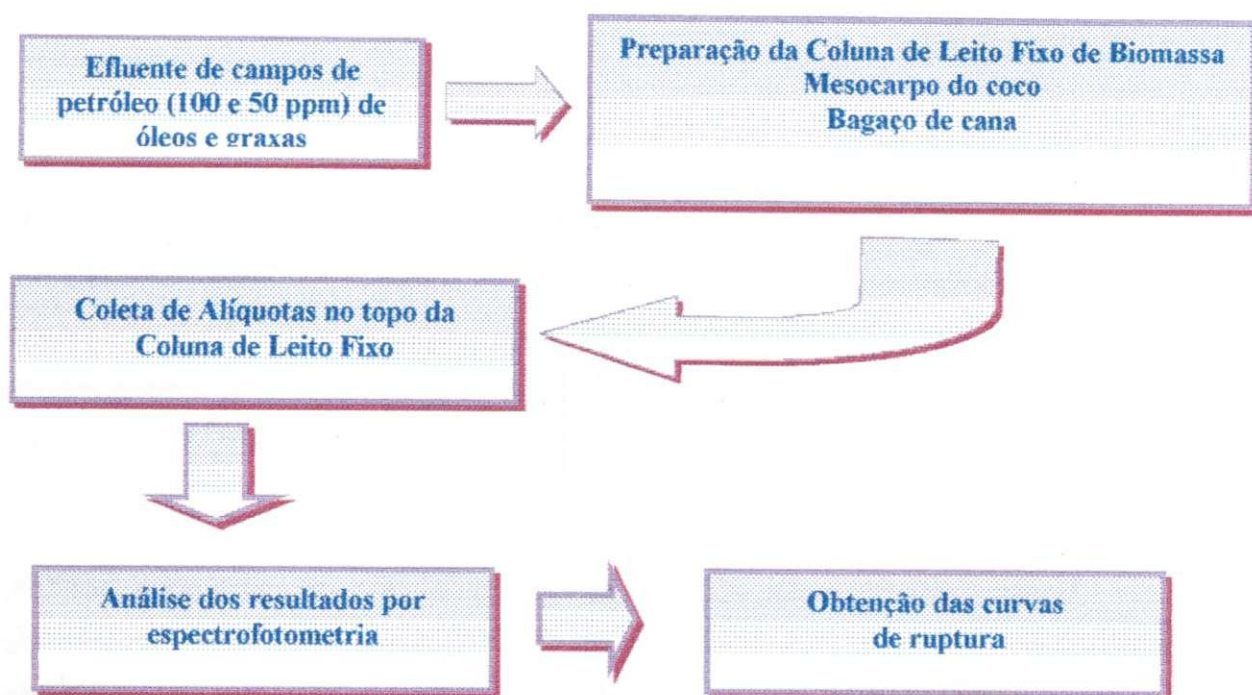 Efluente de campos de
petróleo (100 e 50 ppm) de
óleos e graxas
Preparação da Coluna de Leito Fixo de Biomassa
Mesocarpo do coco
Bagaço de cana
Coleta de Alíquotas no topo da
Coluna de Leito Fixo
Análise dos resultados por
espectrofotometria
Obtenção das curvas
de ruptura